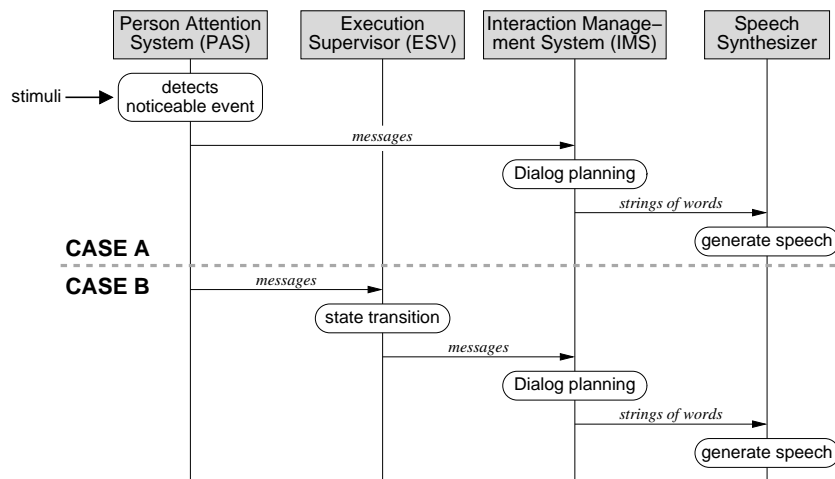 Person Attention
System (PAS)
Execution
Supervisor (ESV)
Interaction Manage–
ment System (IMS)
Speech
Synthesizer
stimuli
detects
noticeable event
messages
Dialog planning
strings of words
generate speech
CASE A
CASE B
messages
state transition
messages
Dialog planning
strings of words
generate speech